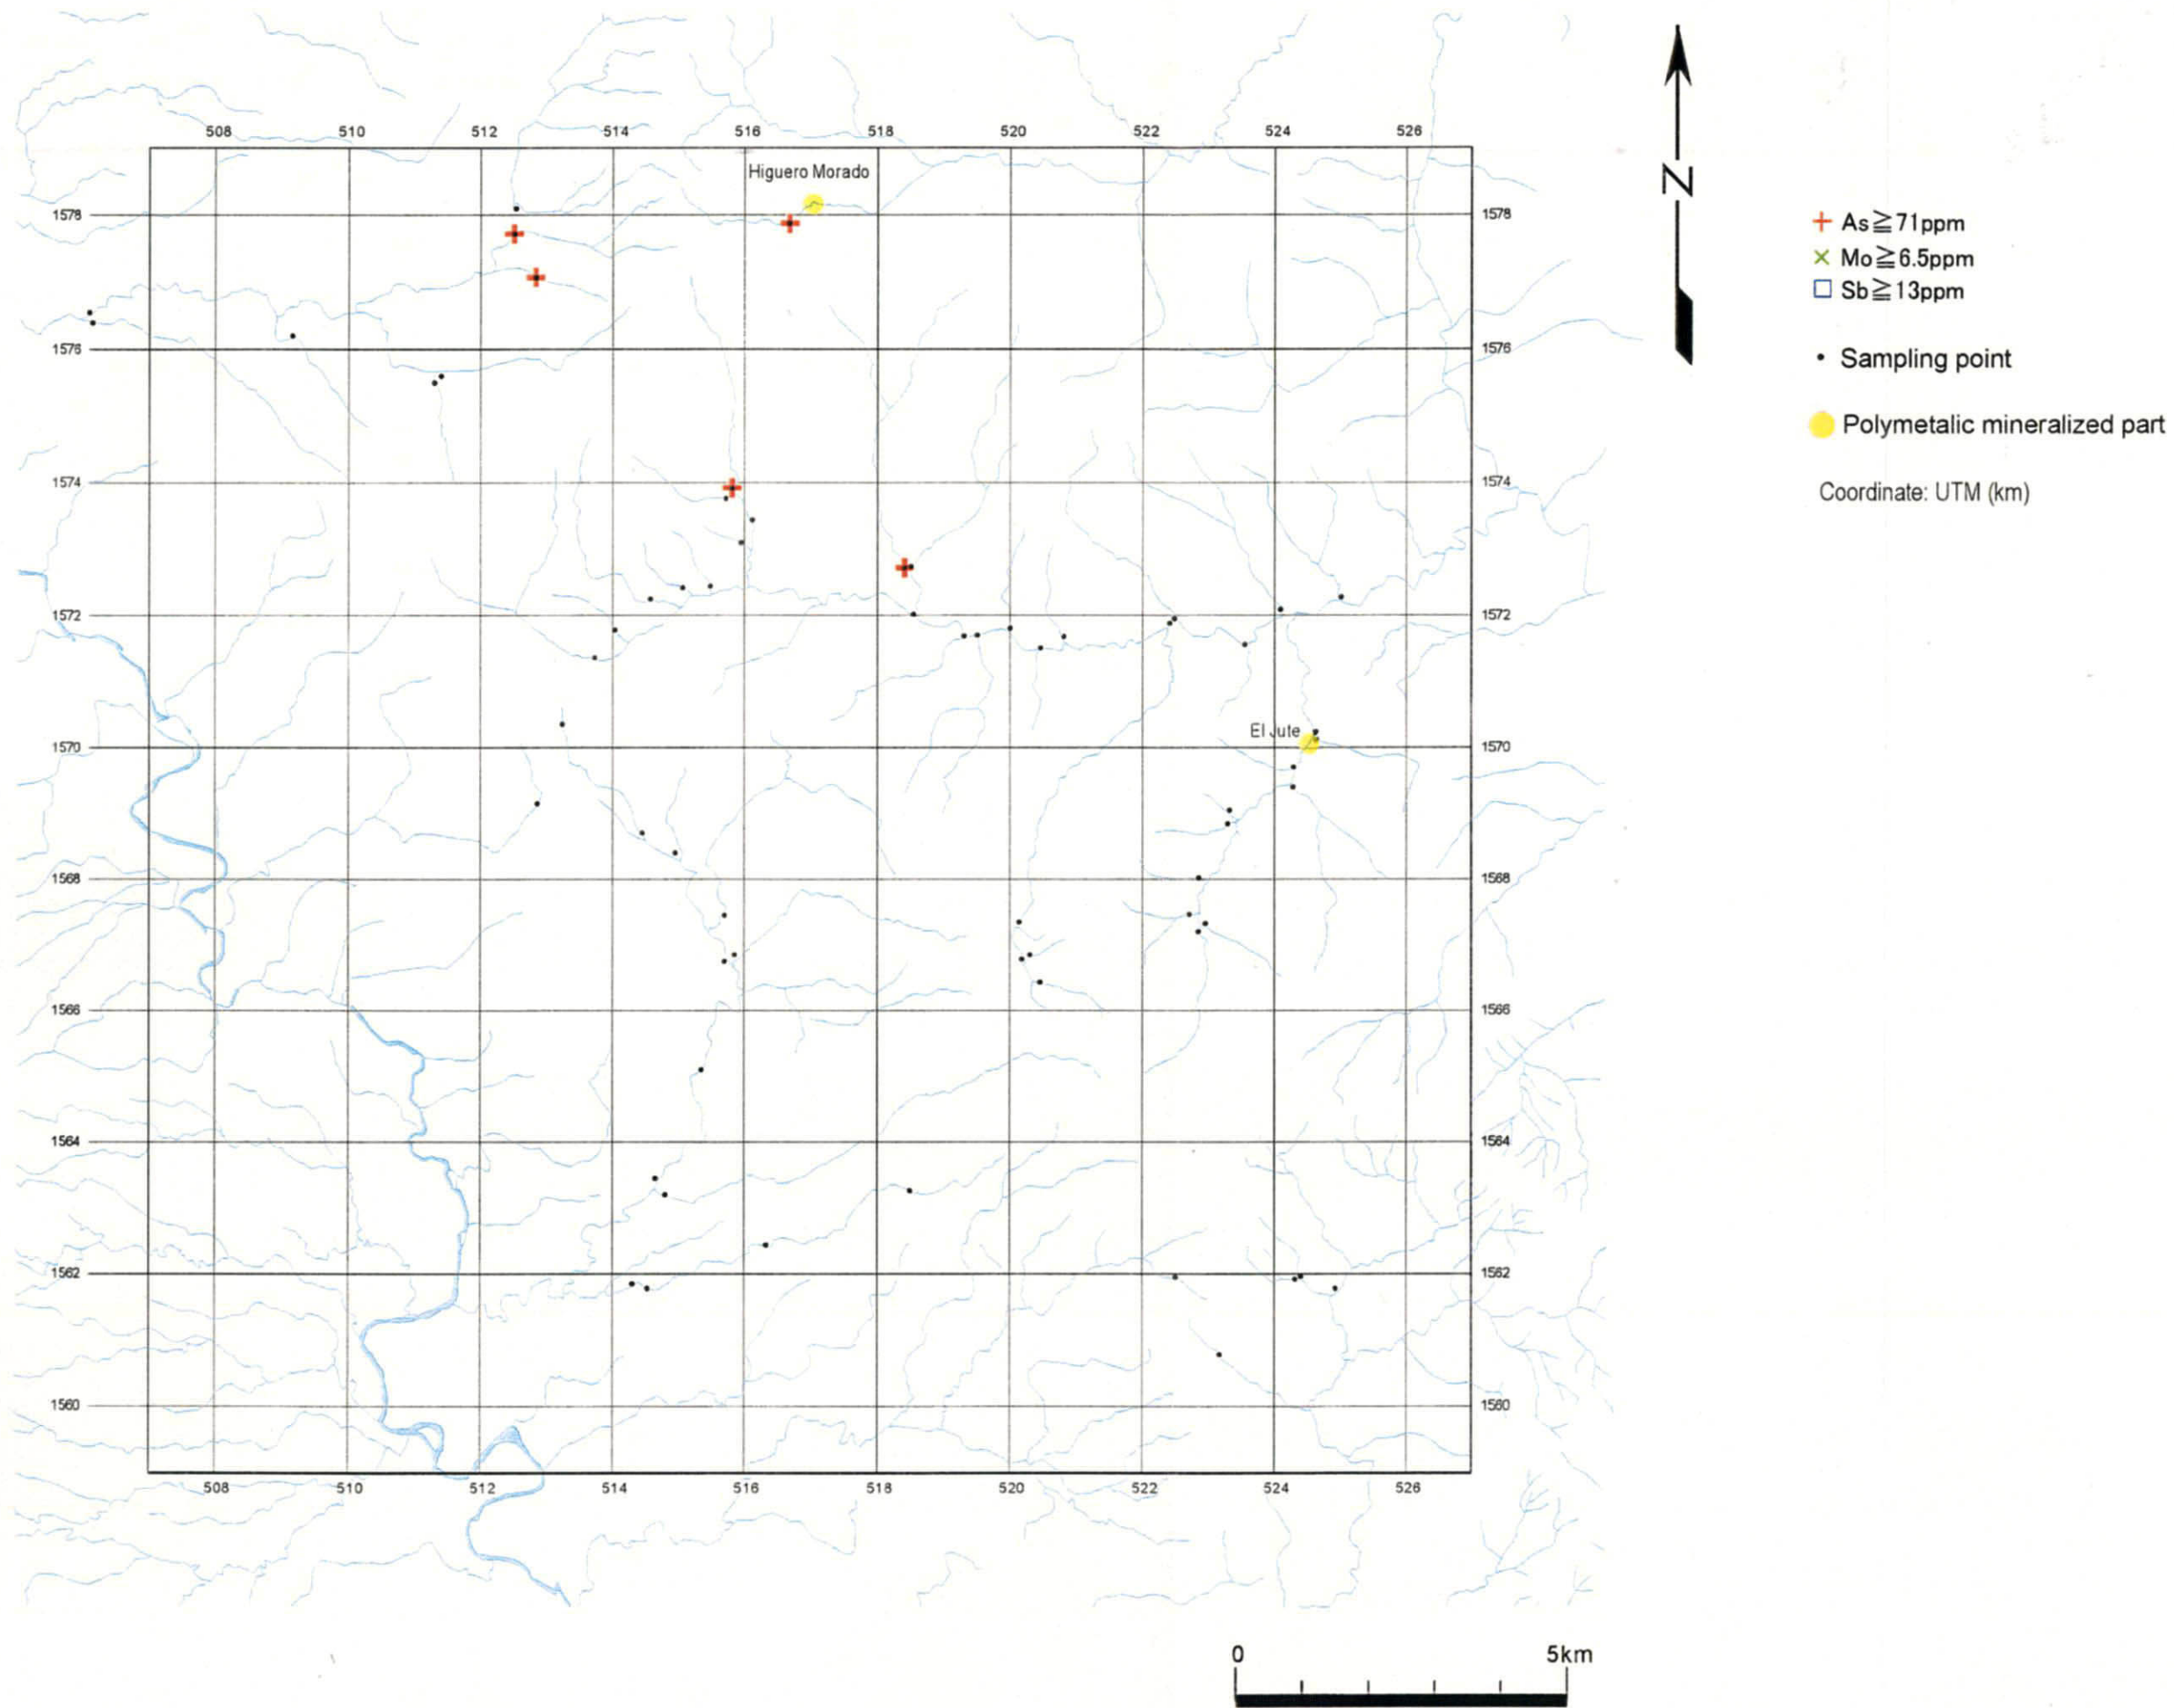 508 510 512 514 516 518 520 522 524 526
Higuero Morado
1578 1578
1576 1576
1574 1574
1572 1572
El Jute
1570 1570
1568 1568
1566 1566
1564 1564
1562 1562
1560 1560
508 510 512 514 516 518 520 522 524 526
N
As≧71ppm
Mo≧6.5ppm
Sb≧13ppm
Sampling point
Polymetalic mineralized part
Coordinate: UTM (km)
0 5km